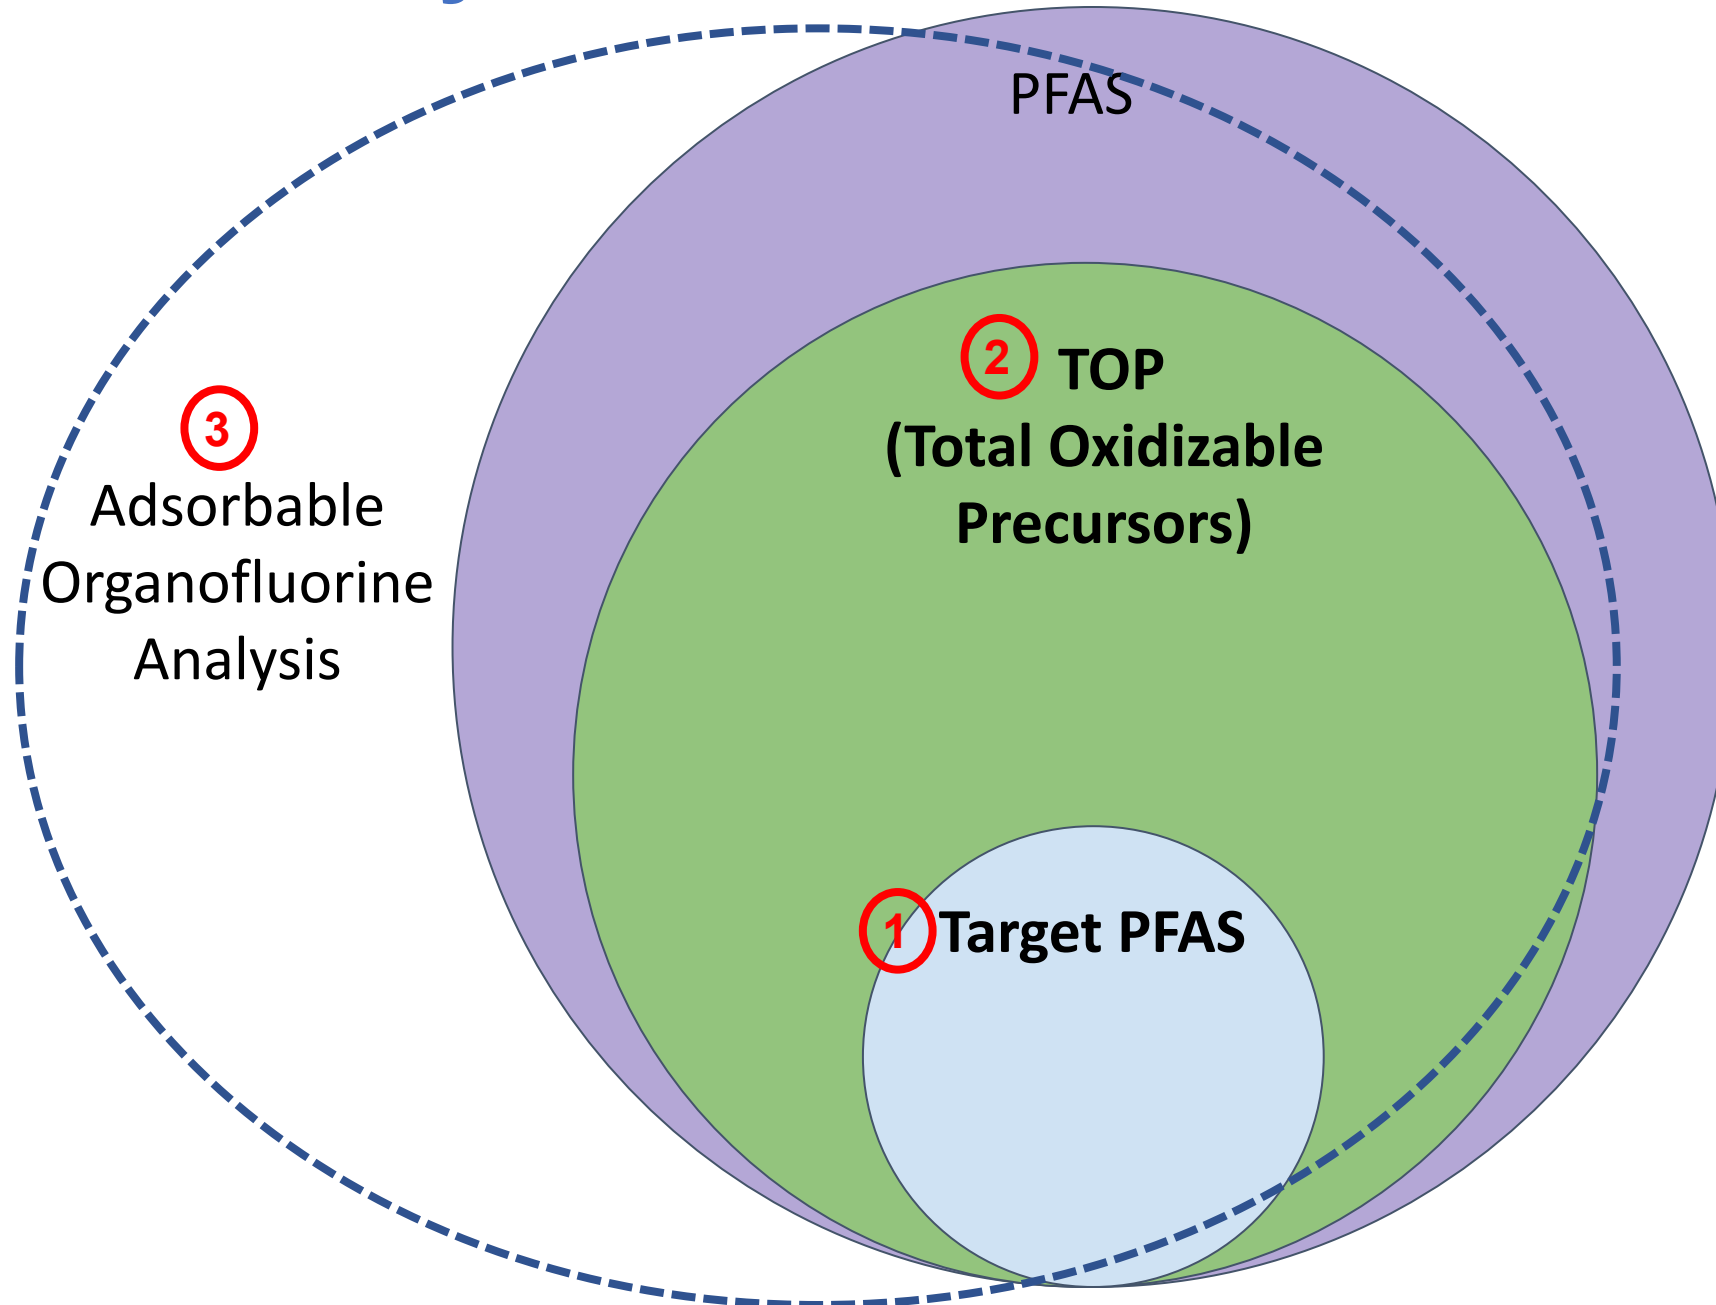 PFAS
2 TOP
(Total Oxidizable
Precursors)
3
Adsorbable
Organofluorine
Analysis
1 Target PFAS